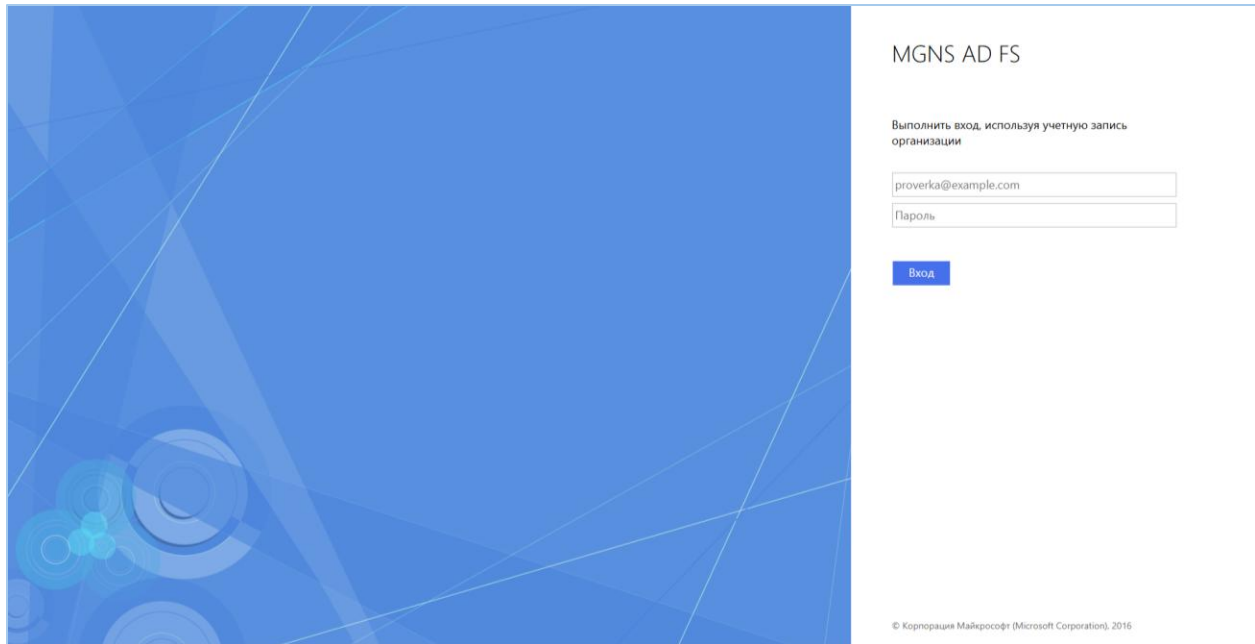 MGNS AD FS
Выполнить вход, используя учетную запись
организации
proverka@example.com
Пароль
Вход
© Корпорация Майкрософт (Microsoft Corporation), 2016